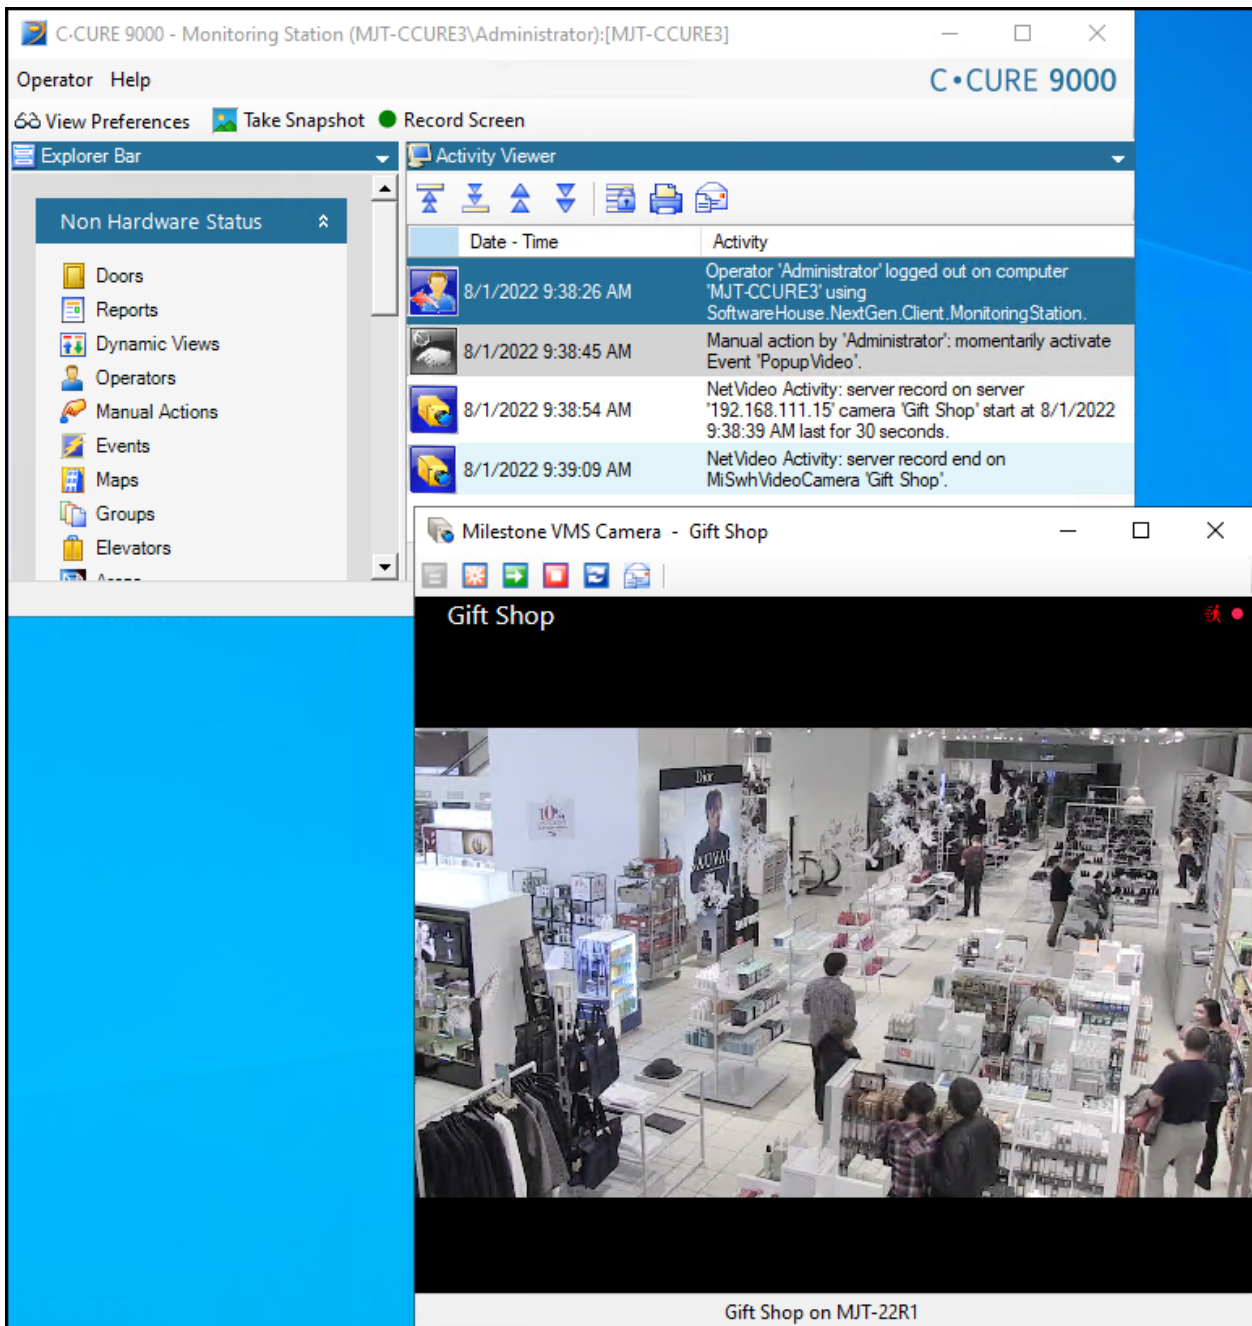 C•CURE 9000 - Monitoring Station (MJT-CCURE3\Administrator):[MJT-CCURE3]
Operator Help
C•CURE 9000
View Preferences Take Snapshot Record Screen
Explorer Bar
Activity Viewer
Non Hardware Status
Doors
Reports
Dynamic Views
Operators
Manual Actions
Events
Maps
Groups
Elevators
Date - Time Activity
8/1/2022 9:38:26 AM
Operator 'Administrator' logged out on computer
'MJT-CCURE3' using
SoftwareHouse.NextGen.Client.MonitoringStation.
8/1/2022 9:38:45 AM
Manual action by 'Administrator': momentarily activate
Event 'PopupVideo'.
8/1/2022 9:38:54 AM
NetVideo Activity: server record on server
'192.168.111.15' camera 'Gift Shop' start at 8/1/2022
9:38:39 AM last for 30 seconds.
8/1/2022 9:39:09 AM
NetVideo Activity: server record end on
MiSwhVideoCamera 'Gift Shop'.
Milestone VMS Camera - Gift Shop
Gift Shop
Dior
10%
SAUVAGE
Gift Shop on MJT-22R1